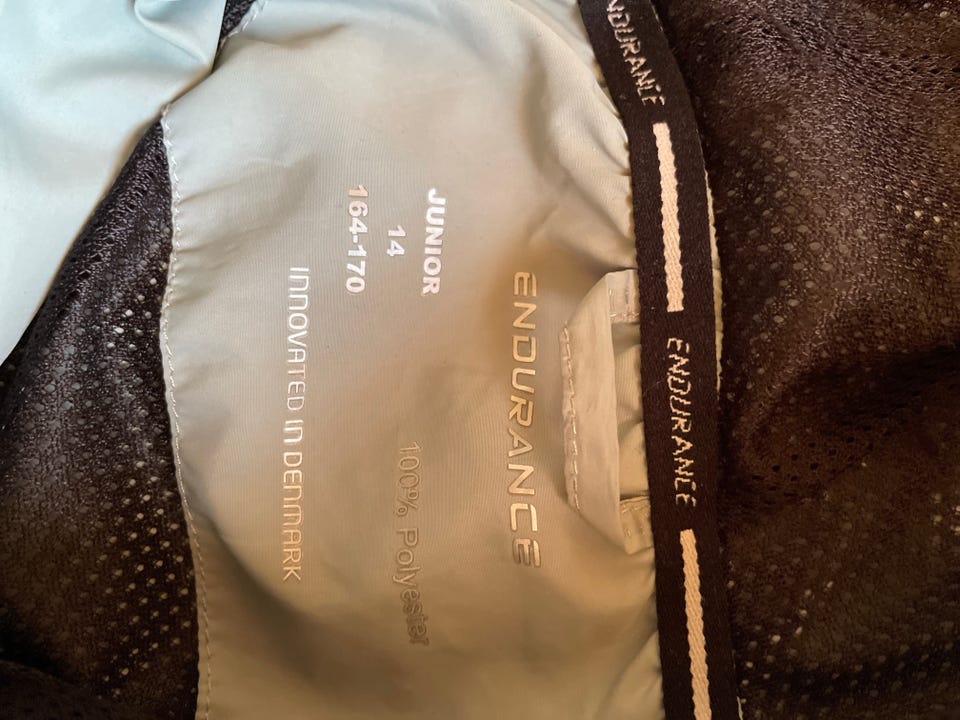 ENDURANCE
ENDURANCE
ENDURANCE
JUNIOR
14
164-170
100% Polyester
INNOVATED IN DENMARK